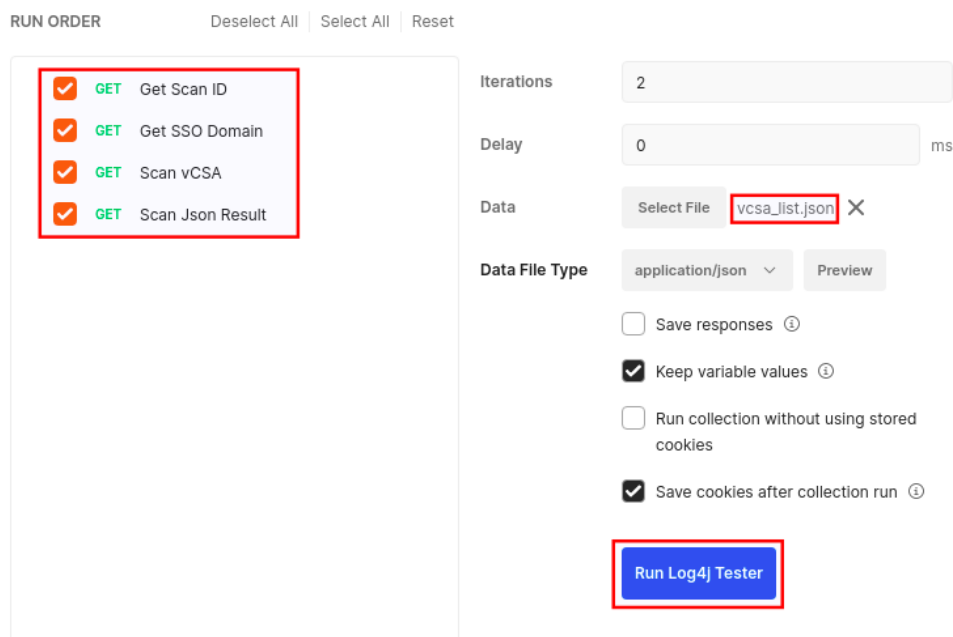 RUN ORDER Deselect All Select All Reset
GET Get Scan ID
GET Get SSO Domain
GET Scan vCSA
GET Scan Json Result
Iterations 2
Delay 0 ms
Data Select File vcsa_list.json
Data File Type application/json Preview
Save responses
Keep variable values
Run collection without using stored
cookies
Save cookies after collection run
Run Log4j Tester